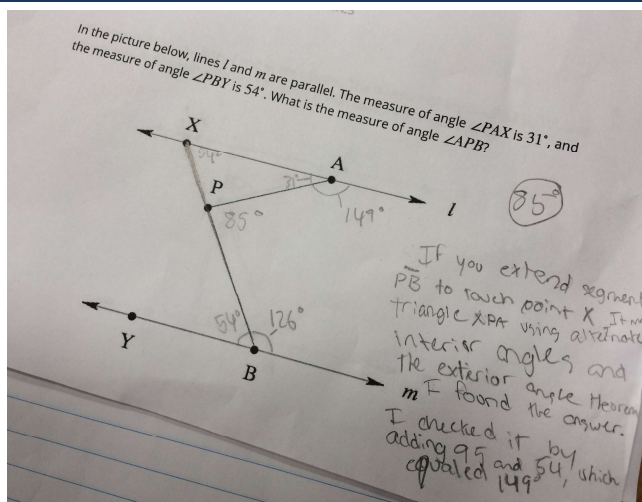 In the picture below, lines l and m are parallel. The measure of angle ∠PAX is 31°, and
the measure of angle ∠PBY is 54°. What is the measure of angle ∠APB?
X
54°
A
31°
P
85°
149°
l
85°
54°
126°
Y
B
m
If you extend segment
PB to touch point X It
triangle XPA using alternate
interior angles and
the exterior angle theorem
I found the answer.
I checked it by
adding 95 and 54, which
equaled 149°